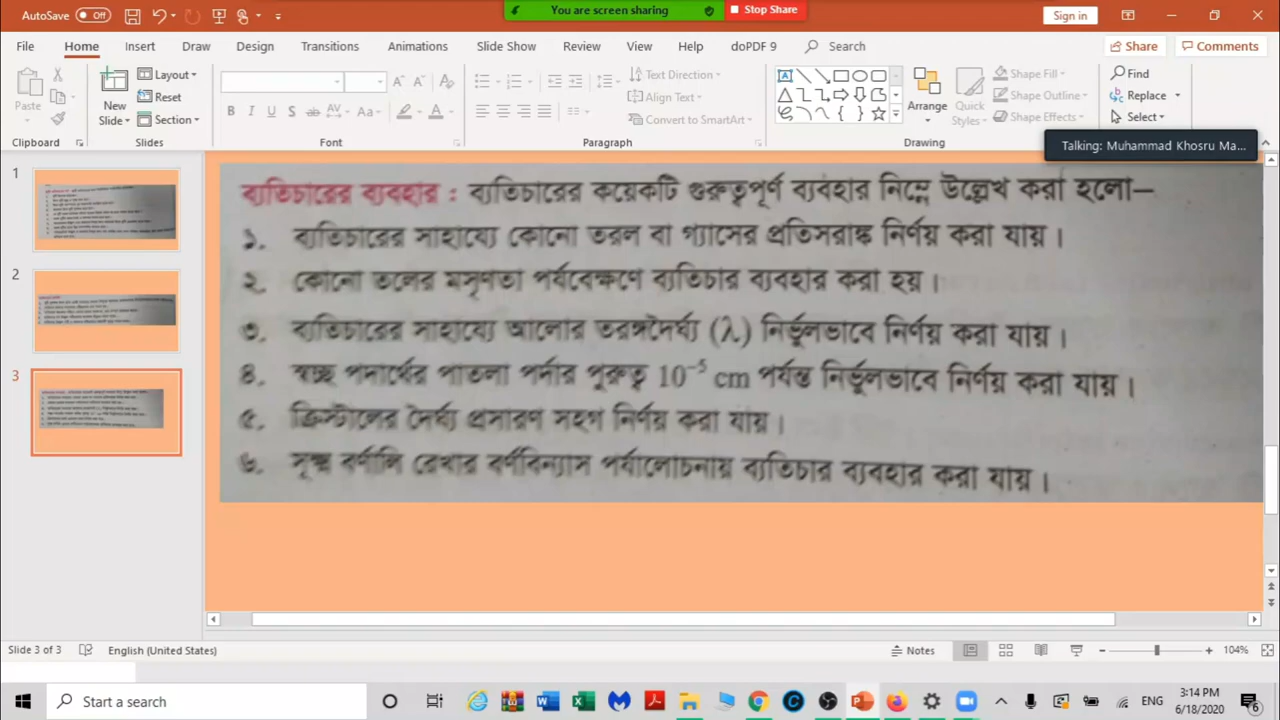 AutoSave Off
You are screen sharing Stop Share
Sign in
File Home Insert Draw Design Transitions Animations Slide Show Review View Help doPDF 9 Search Share Comments
Paste New Slide Layout Reset Section
B I U S ab AV Aa A
Text Direction Align Text Convert to SmartArt
Arrange Quick Styles Shape Fill Shape Outline Shape Effects
Find Replace Select
Clipboard Slides Font Paragraph Drawing
Talking: Muhammad Khosru Ma...
1
2
3
ব্যতিচারের ব্যবহার : ব্যতিচারের কয়েকটি গুরুত্বপূর্ণ ব্যবহার নিম্নে উল্লেখ করা হলো—
১. ব্যতিচারের সাহায্যে কোনো তরল বা গ্যাসের প্রতিসরাঙ্ক নির্ণয় করা যায়।
২. কোনো তলের মসৃণতা পর্যবেক্ষণে ব্যতিচার ব্যবহার করা হয়।
৩. ব্যতিচারের সাহায্যে আলোর তরঙ্গদৈর্ঘ্য (λ) নির্ভুলভাবে নির্ণয় করা যায়।
৪. স্বচ্ছ পদার্থের পাতলা পর্দার পুরুত্ব 10⁻⁵ cm পর্যন্ত নির্ভুলভাবে নির্ণয় করা যায়।
৫. ক্রিস্টালের দৈর্ঘ্য প্রসারণ সহগ নির্ণয় করা যায়।
৬. সূক্ষ্ম বর্ণালি রেখার বর্ণবিন্যাস পর্যালোচনায় ব্যতিচার ব্যবহার করা যায়।
Slide 3 of 3 English (United States) Notes 104%
Start a search ENG 3:14 PM
6/18/2020 6